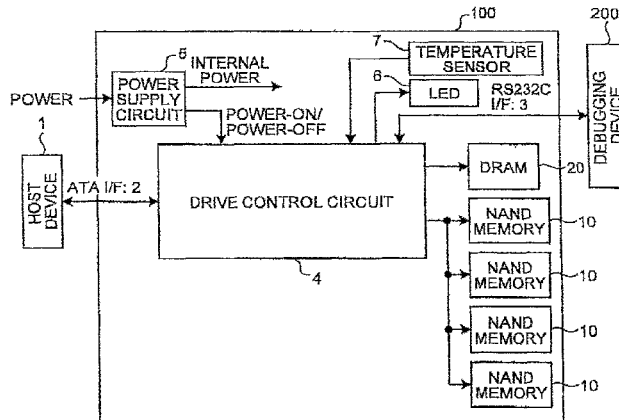 100
200
5
INTERNAL
POWER
7
TEMPERATURE
SENSOR
POWER
POWER
SUPPLY
CIRCUIT
6
LED
RS232C
I/F: 3
DEBUGGING
DEVICE
POWER-ON/
POWER-OFF
1
HOST
DEVICE
ATA I/F: 2
DRIVE CONTROL CIRCUIT
4
DRAM
20
NAND
MEMORY
10
NAND
MEMORY
10
NAND
MEMORY
10
NAND
MEMORY
10